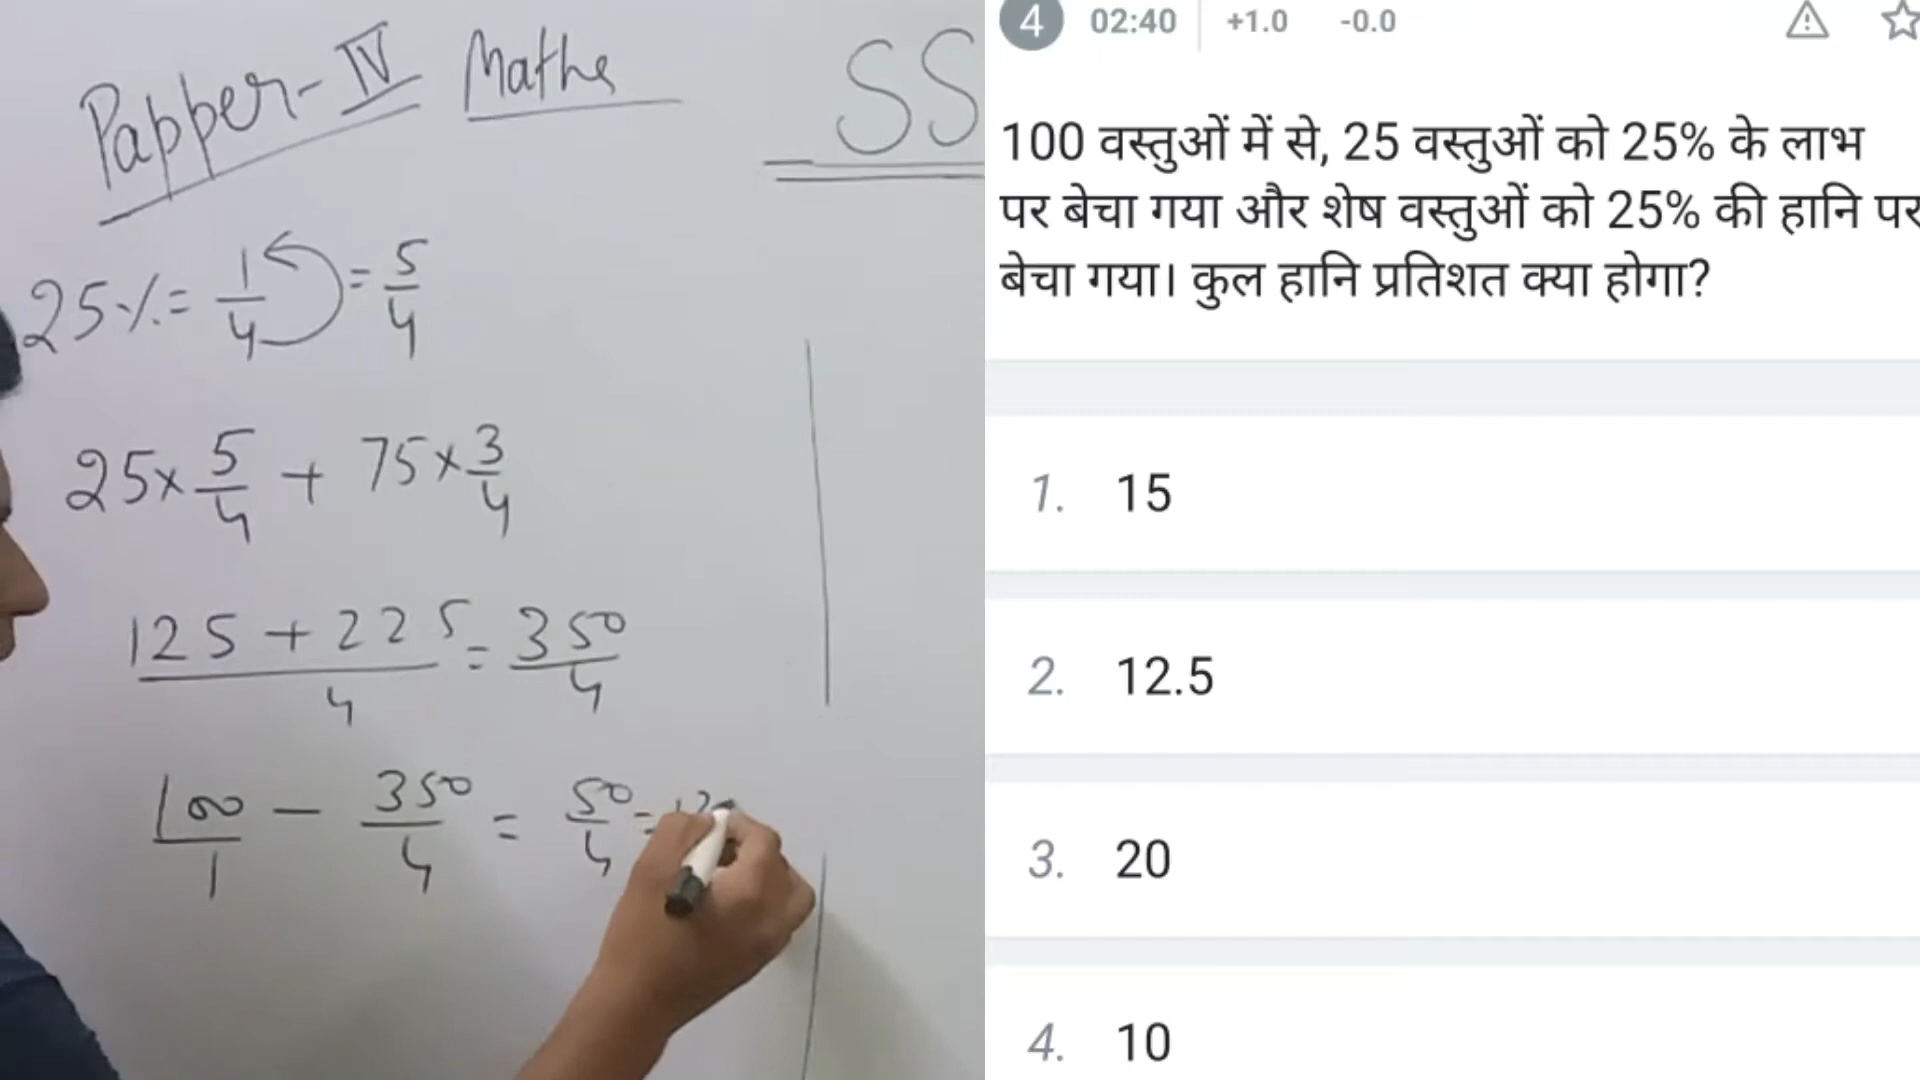 Papper-IV Maths
SS
25% = 1/4 = 5/4
25 × 5/4 + 75 × 3/4
125 + 225 / 4 = 350/4
100/1 - 350/4 = 50/4 =
4 02:40 +1.0 -0.0
100 वस्तुओं में से, 25 वस्तुओं को 25% के लाभ
पर बेचा गया और शेष वस्तुओं को 25% की हानि पर
बेचा गया। कुल हानि प्रतिशत क्या होगा?
1. 15
2. 12.5
3. 20
4. 10